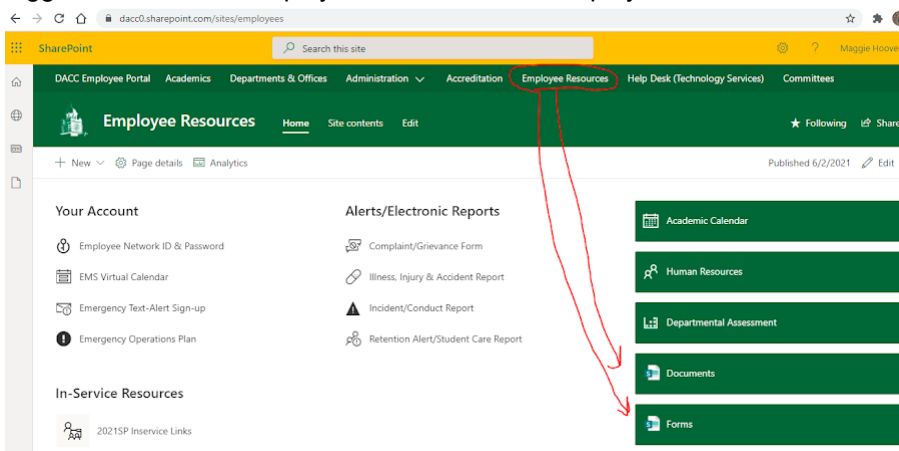 dacc0.sharepoint.com/sites/employees
SharePoint
Search this site
Maggie Hoove
DACC Employee Portal Academics Departments & Offices Administration Accreditation Employee Resources Help Desk (Technology Services) Committees
Employee Resources Home Site contents Edit
Following Share
New Page details Analytics
Published 6/2/2021 Edit
Your Account
Employee Network ID & Password
EMS Virtual Calendar
Emergency Text-Alert Sign-up
Emergency Operations Plan
In-Service Resources
2021SP Inservice Links
Alerts/Electronic Reports
Complaint/Grievance Form
Illness, Injury & Accident Report
Incident/Conduct Report
Retention Alert/Student Care Report
Academic Calendar
Human Resources
Departmental Assessment
Documents
Forms